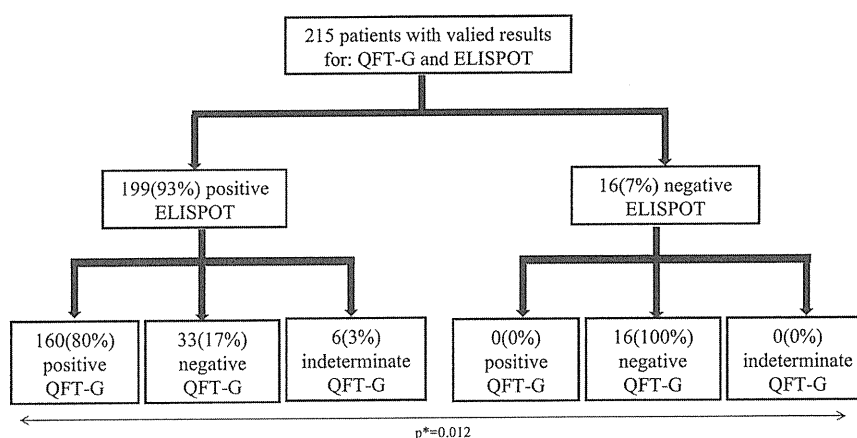 215 patients with valied results
for: QFT-G and ELISPOT
199(93%) positive
ELISPOT
16(7%) negative
ELISPOT
160(80%)
positive
QFT-G
33(17%)
negative
QFT-G
6(3%)
indeterminate
QFT-G
0(0%)
positive
QFT-G
16(100%)
negative
QFT-G
0(0%)
indeterminate
QFT-G
p*=0.012